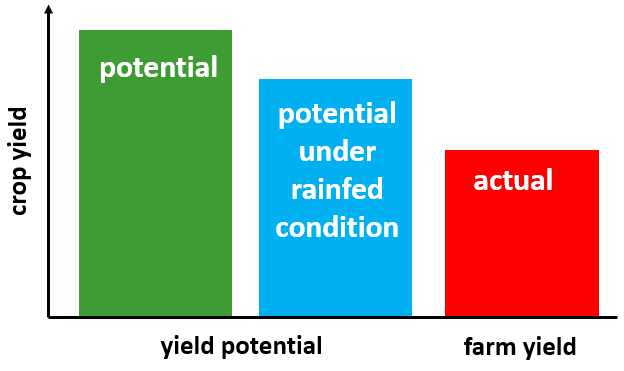 crop yield
potential
potential
under
rainfed
condition
actual
yield potential
farm yield